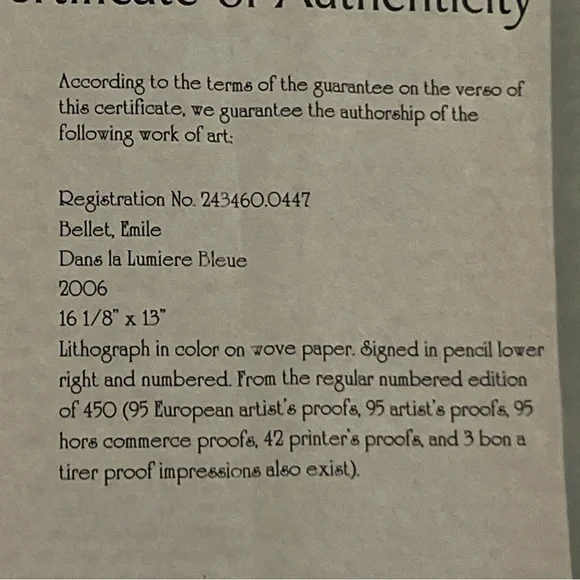 Certificate of Authenticity
According to the terms of the guarantee on the verso of
this certificate, we guarantee the authorship of the
following work of art:
Registration No. 243460.0447
Bellet, Emile
Dans la Lumiere Bleue
2006
16 1/8" x 13"
Lithograph in color on wove paper. Signed in pencil lower
right and numbered. From the regular numbered edition
of 450 (95 European artist's proofs, 95 artist's proofs, 95
hors commerce proofs, 42 printer's proofs, and 3 bon a
tirer proof impressions also exist).